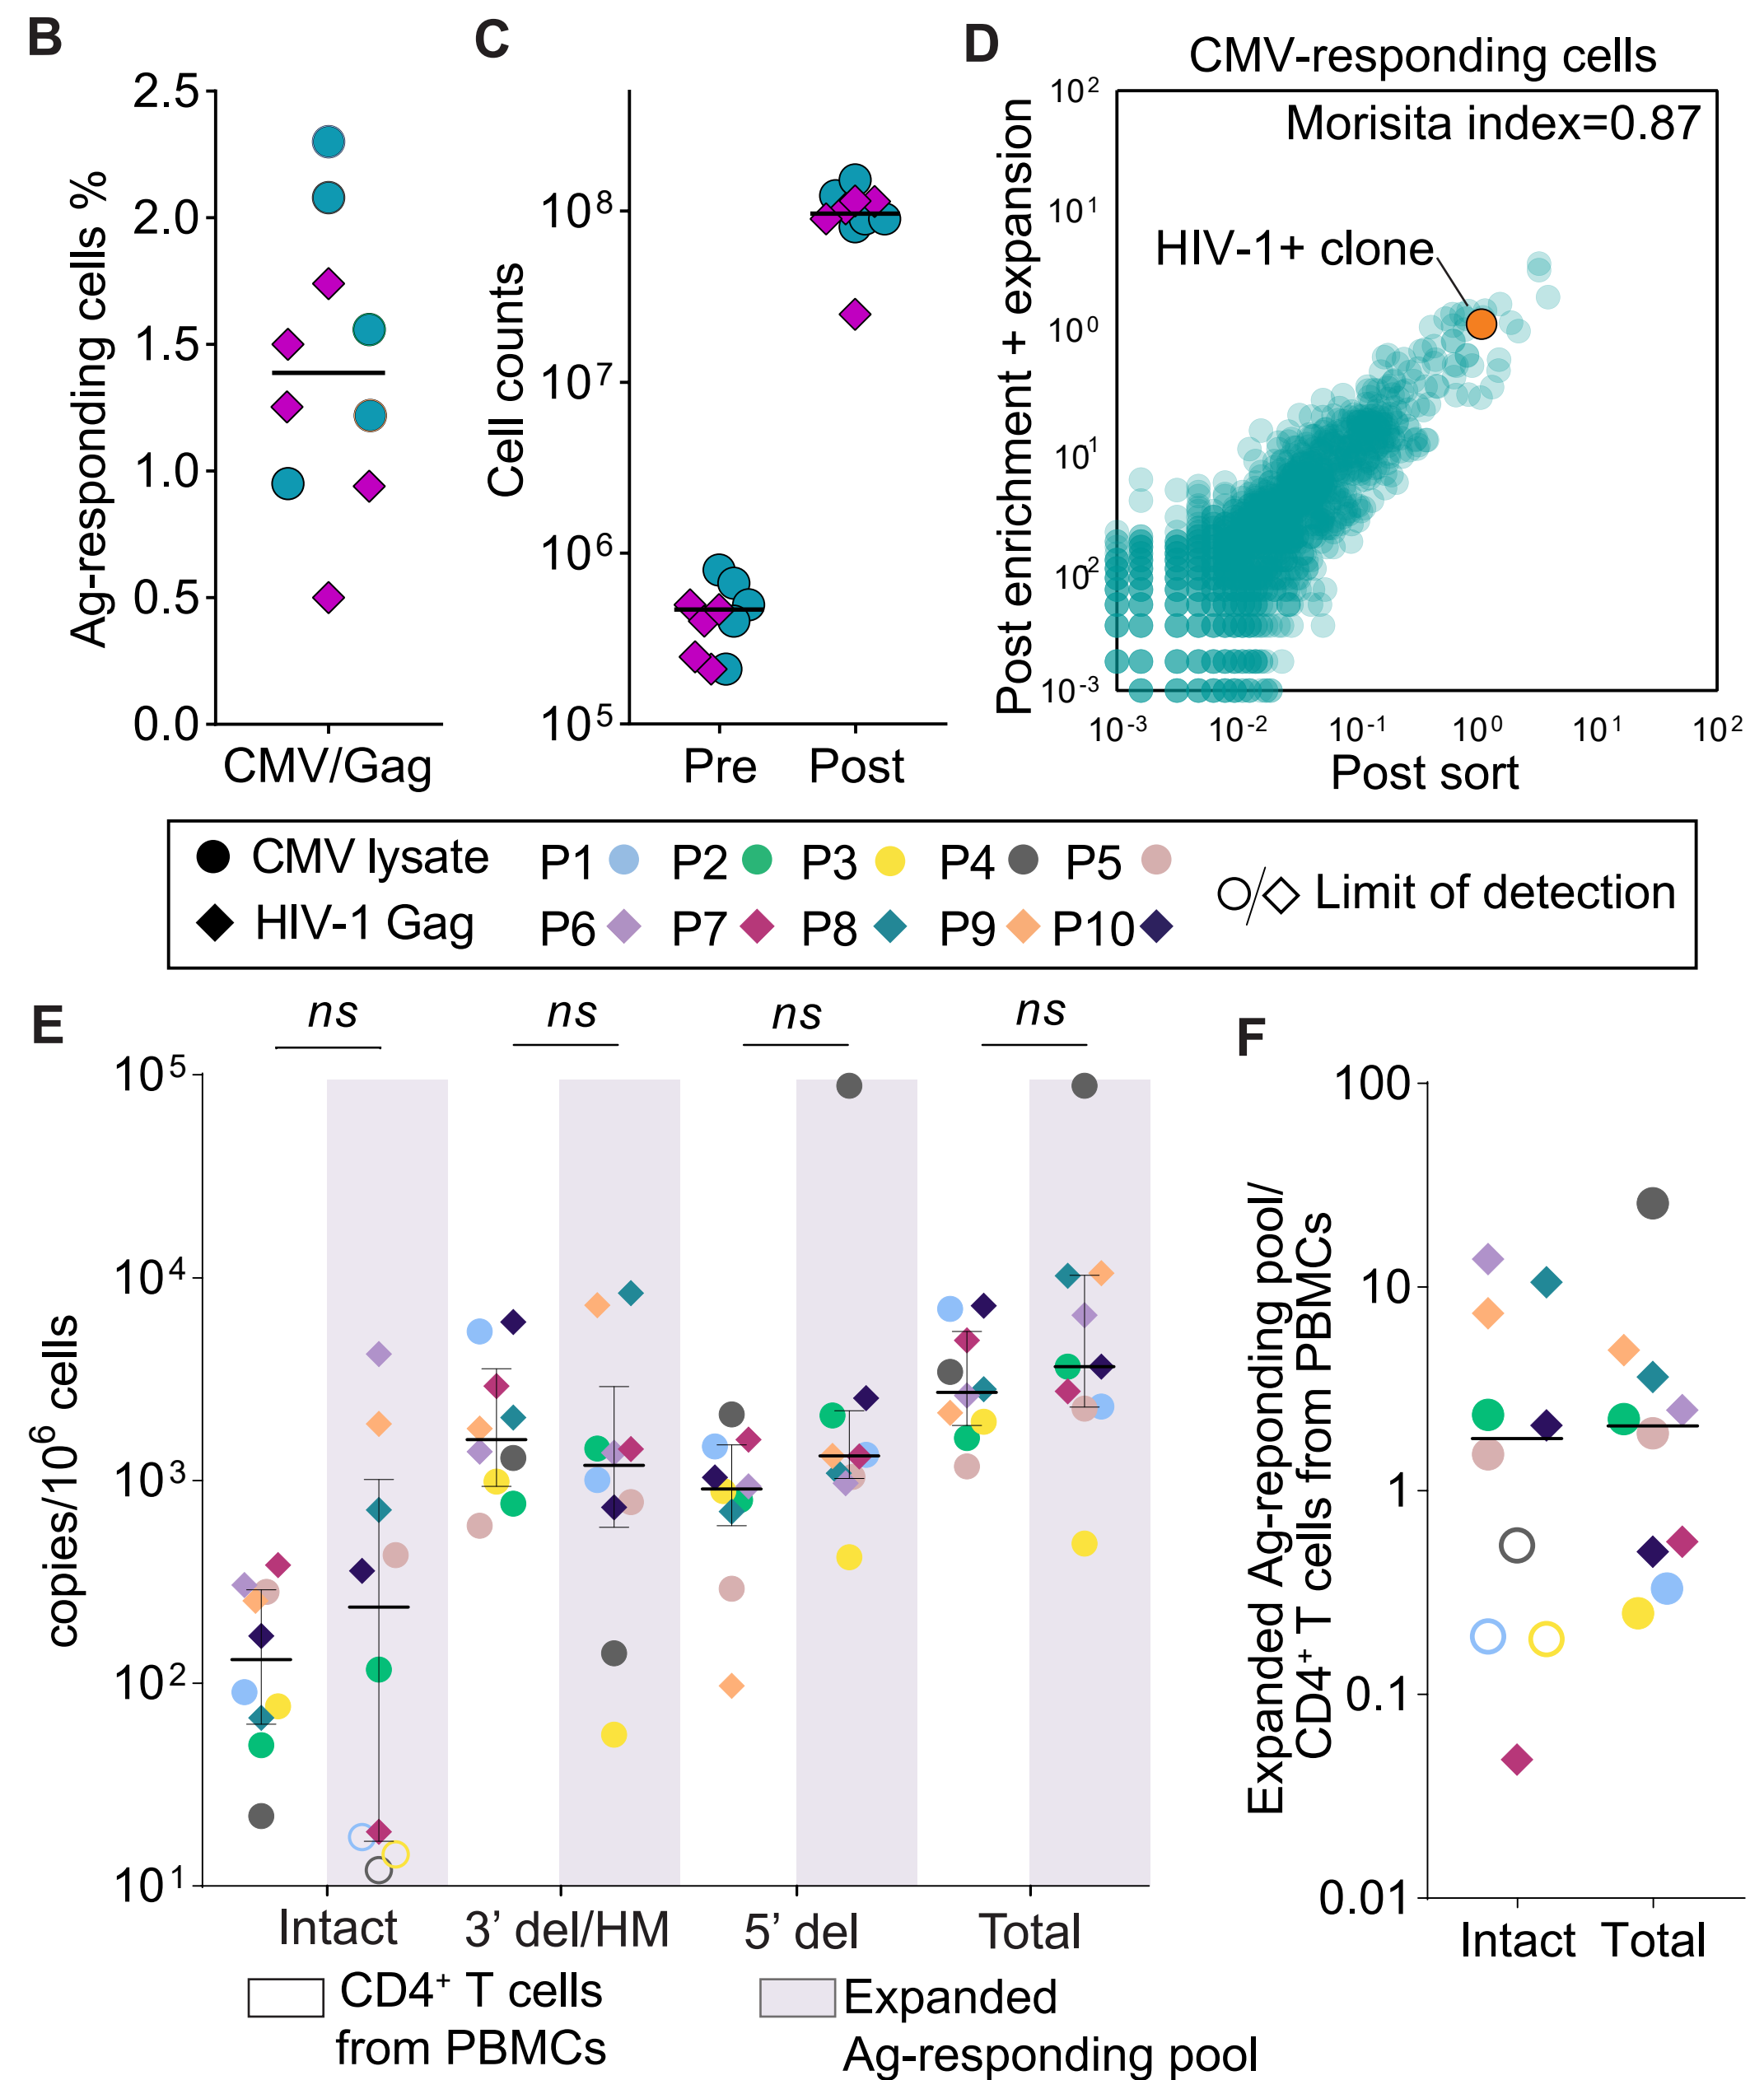 B
Ag-responding cells %
2.5
2.0
1.5
1.0
0.5
0.0
CMV/Gag
C
Cell counts
10⁸
10⁷
10⁶
10⁵
Pre
Post
D
CMV-responding cells
Morisita index=0.87
HIV-1+ clone
Post enrichment + expansion
10²
10¹
10⁰
10¹
10²
10⁻³
10⁻³
10⁻²
10⁻¹
10⁰
10¹
10²
Post sort
CMV lysate
P1
P2
P3
P4
P5
HIV-1 Gag
P6
P7
P8
P9
P10
Limit of detection
E
ns
ns
ns
ns
copies/10⁶ cells
10⁵
10⁴
10³
10²
10¹
Intact
3’ del/HM
5’ del
Total
CD4⁺ T cells
from PBMCs
Expanded
Ag-responding pool
F
Expanded Ag-reponding pool/
CD4⁺ T cells from PBMCs
100
10
1
0.1
0.01
Intact
Total